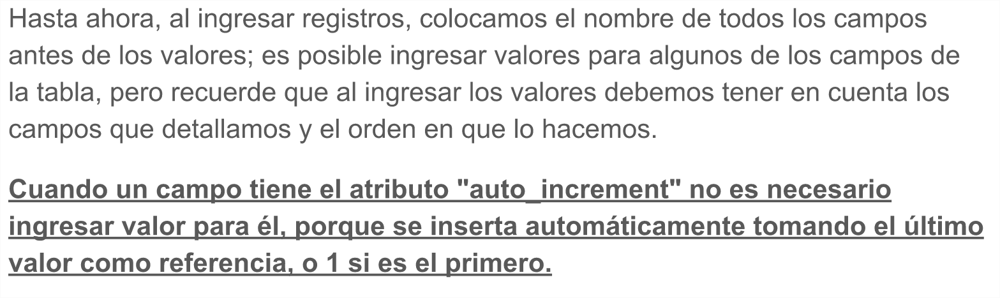 Hasta ahora, al ingresar registros, colocamos el nombre de todos los campos
antes de los valores; es posible ingresar valores para algunos de los campos de
la tabla, pero recuerde que al ingresar los valores debemos tener en cuenta los
campos que detallamos y el orden en que lo hacemos.
Cuando un campo tiene el atributo "auto_increment" no es necesario
ingresar valor para él, porque se inserta automáticamente tomando el último
valor como referencia, o 1 si es el primero.